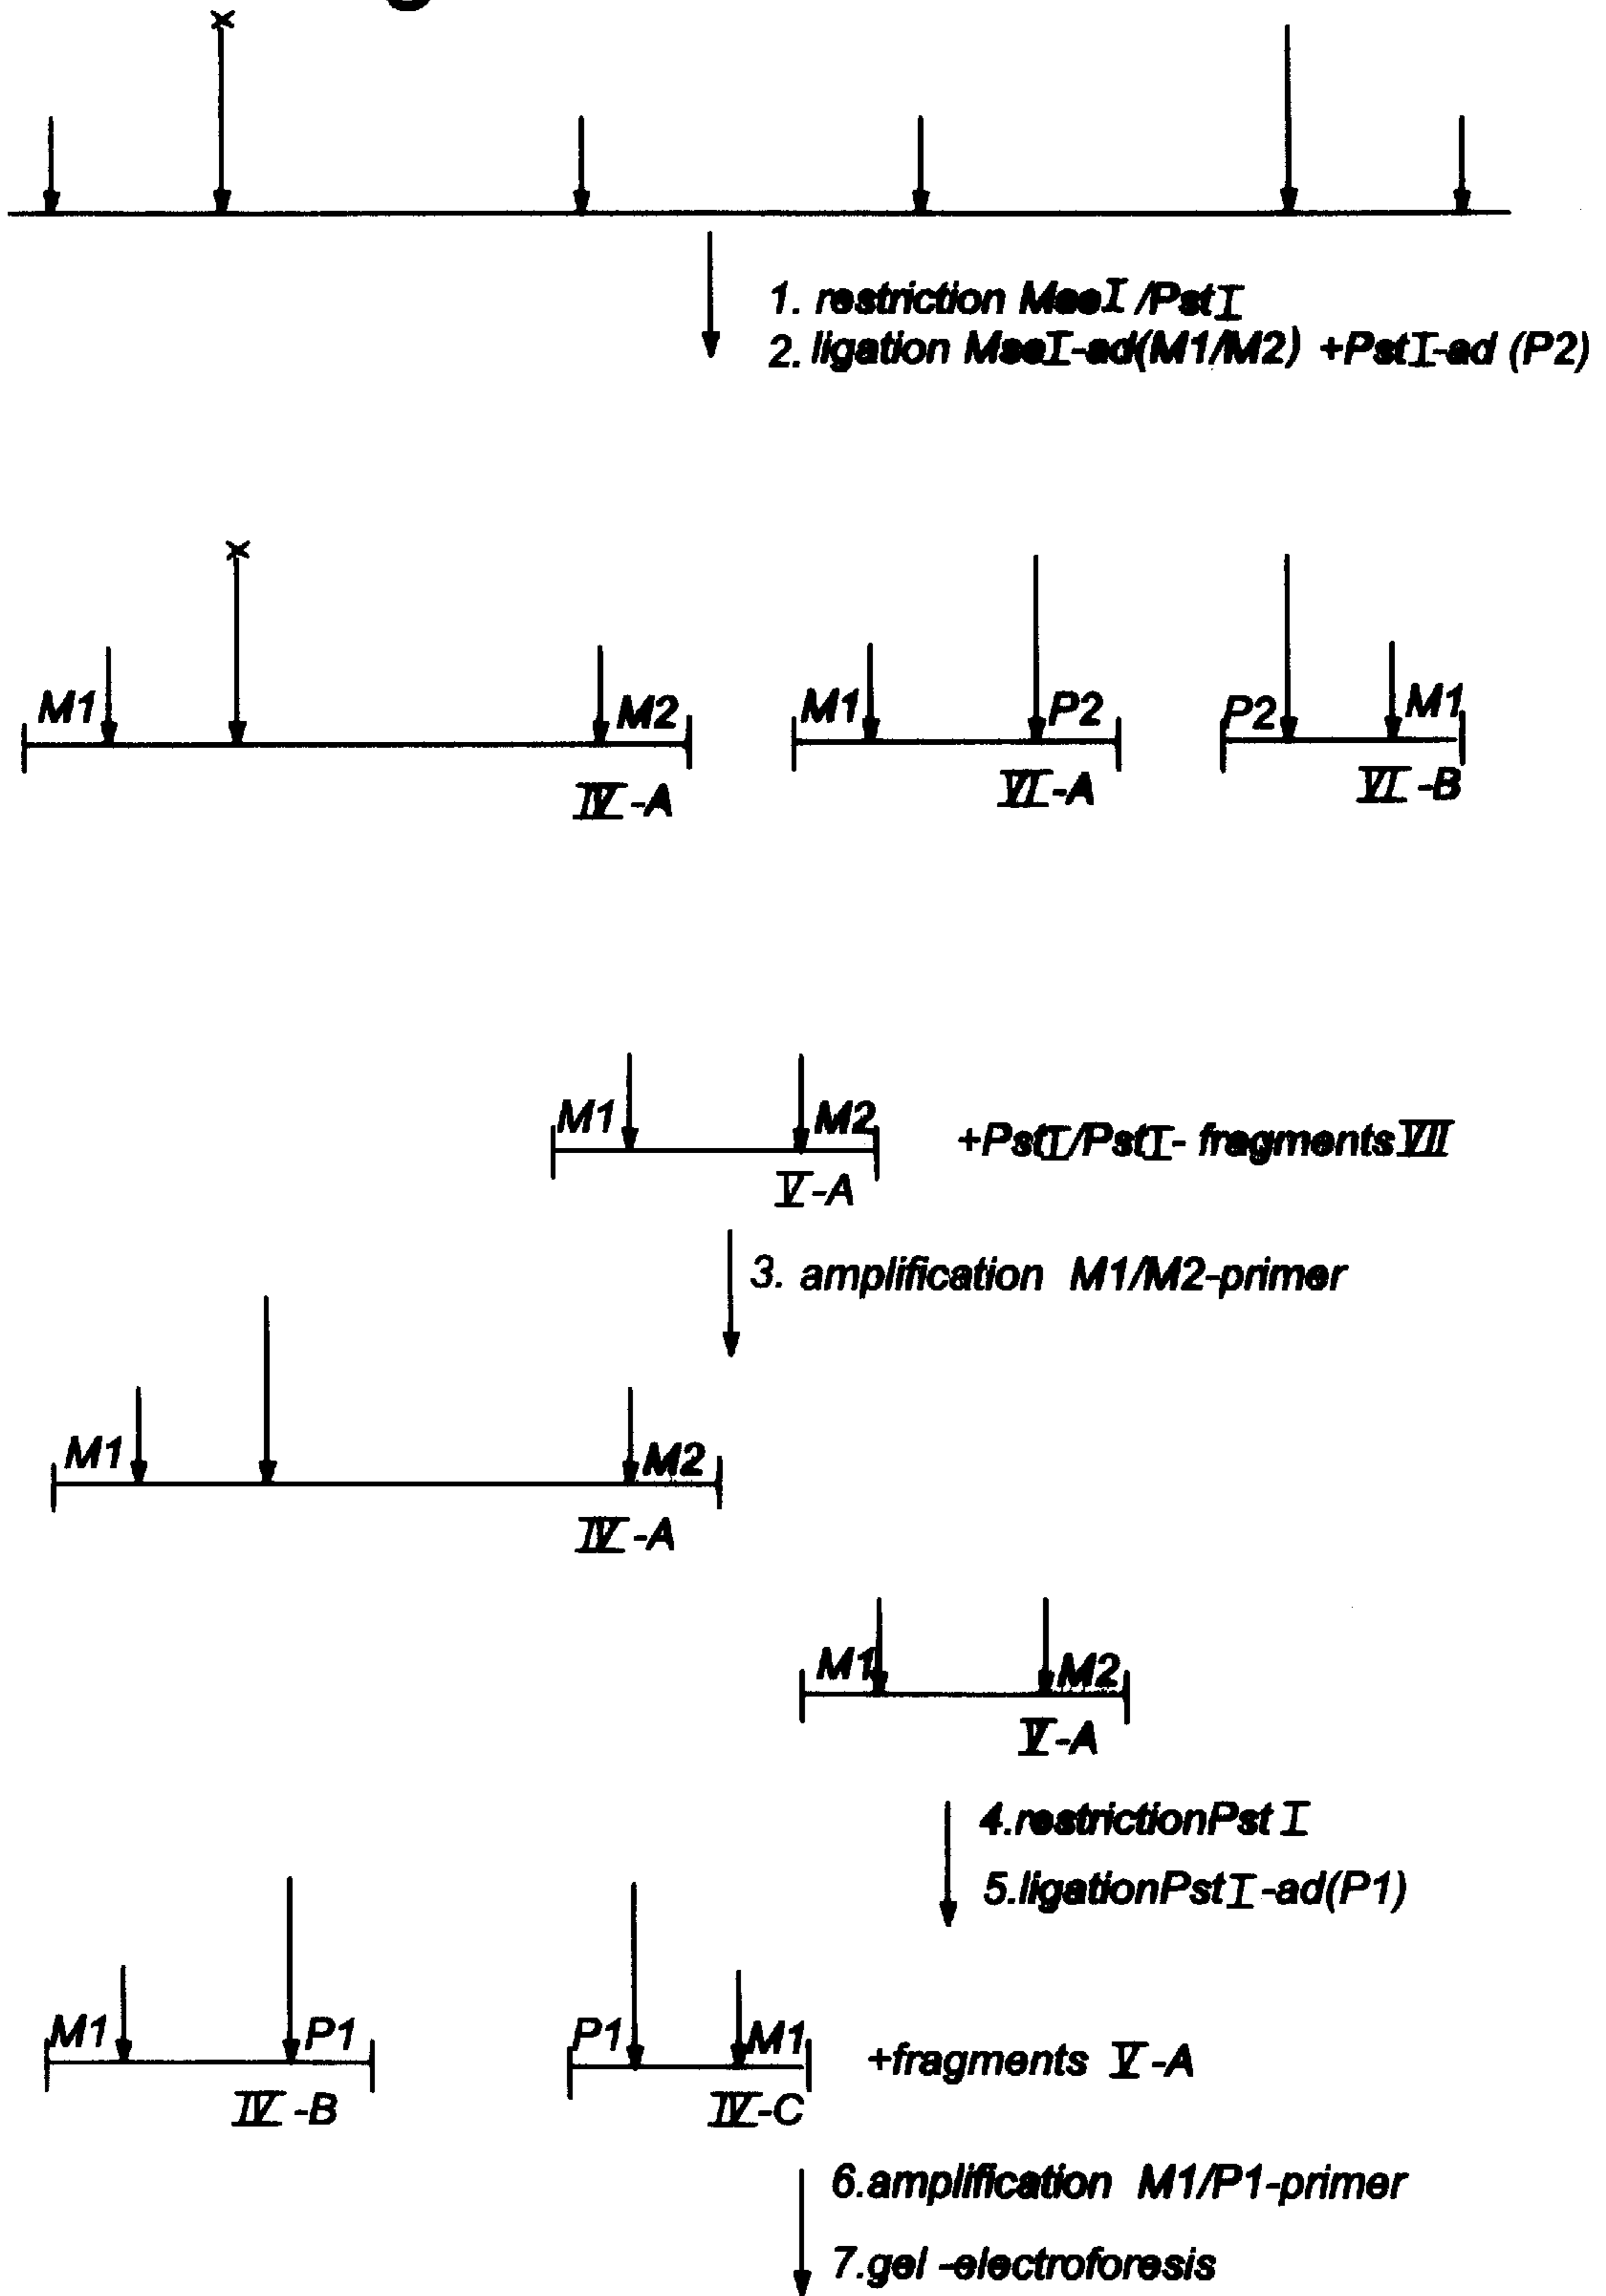 x
1. restriction MseI/PstI
2. ligation MseI-ad(M1/M2) +PstI-ad (P2)
x
M1 M2 M1 P2 P2 M1
IV-A VI-A VI-B
M1 M2 +PstI/PstI- fragments VII
V-A
3. amplification M1/M2-primer
M1 M2
IV-A
M1 M2
V-A
4.restrictionPst I
5.ligationPstI-ad(P1)
M1 P1 P1 M1 +fragments V-A
IV-B IV-C
6.amplification M1/P1-primer
7.gel-electroforesis